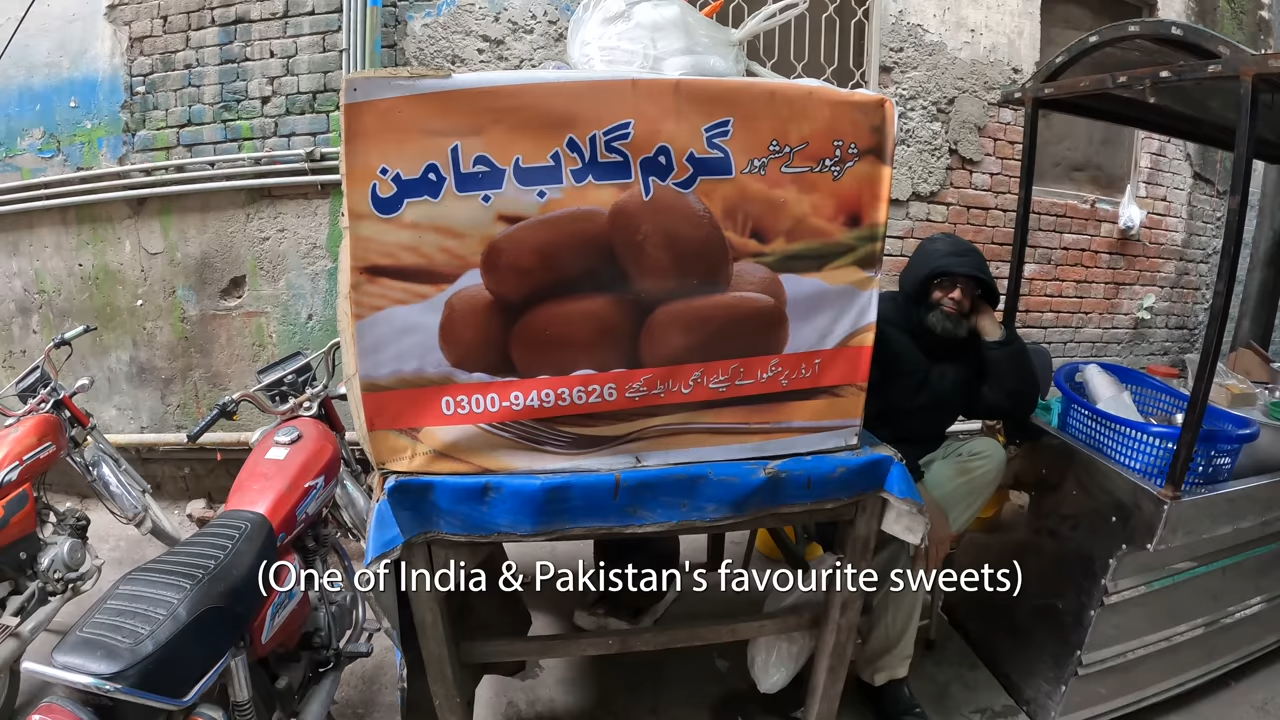 شرقپور کے مشہور گرم گلاب جامن
آرڈر پر منگوانے کیلئے ابھی رابطہ کیجئے 0300-9493626
(One of India & Pakistan's favourite sweets)